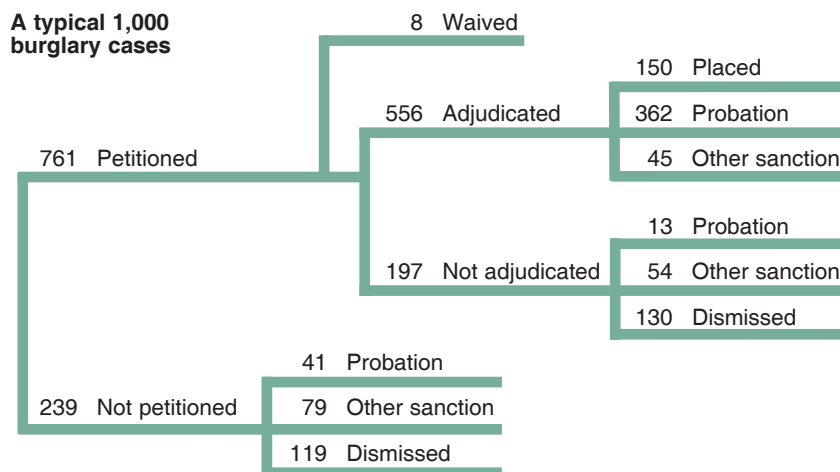 A typical 1,000
burglary cases
8 Waived
150 Placed
556 Adjudicated
362 Probation
761 Petitioned
45 Other sanction
13 Probation
197 Not adjudicated
54 Other sanction
130 Dismissed
41 Probation
239 Not petitioned
79 Other sanction
119 Dismissed